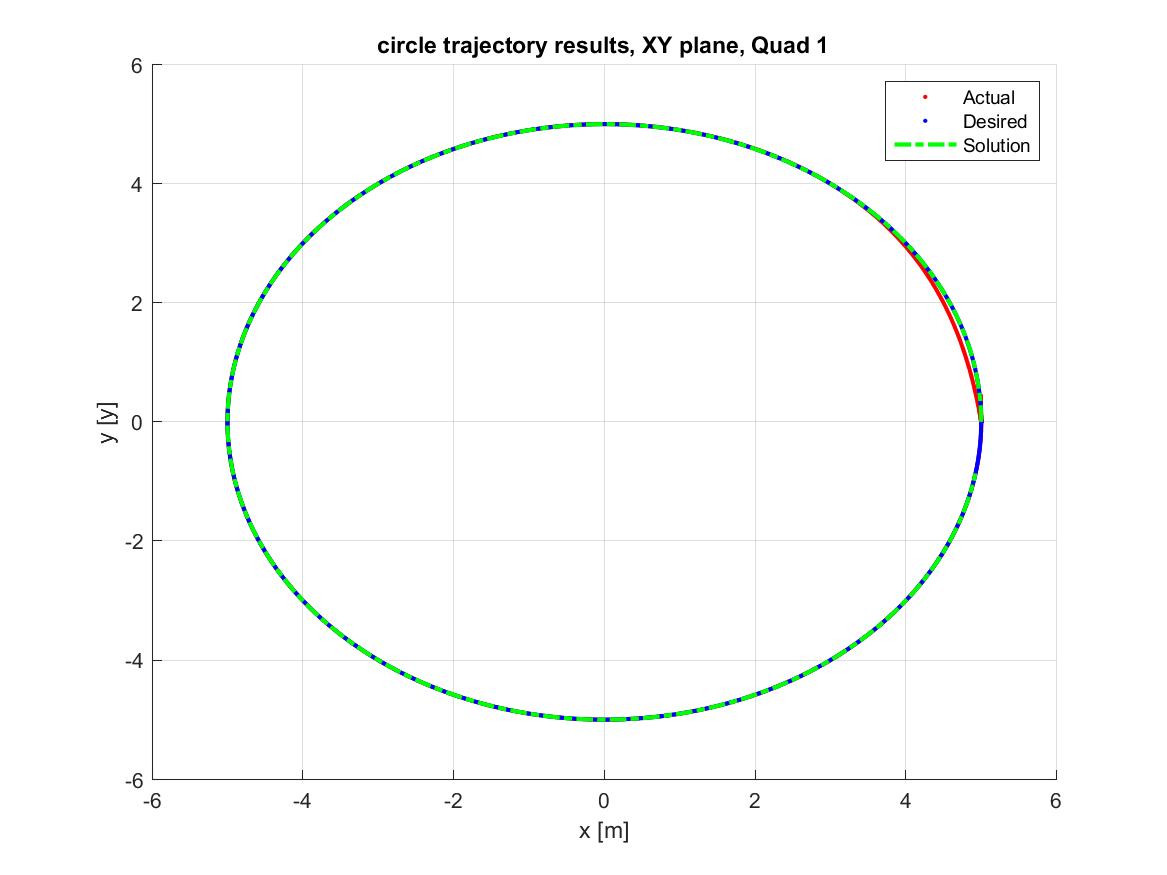 circle trajectory results, XY plane, Quad 1
Actual
Desired
Solution
6
4
2
0
-2
-4
-6
y [y]
-6
-4
-2
0
2
4
6
x [m]